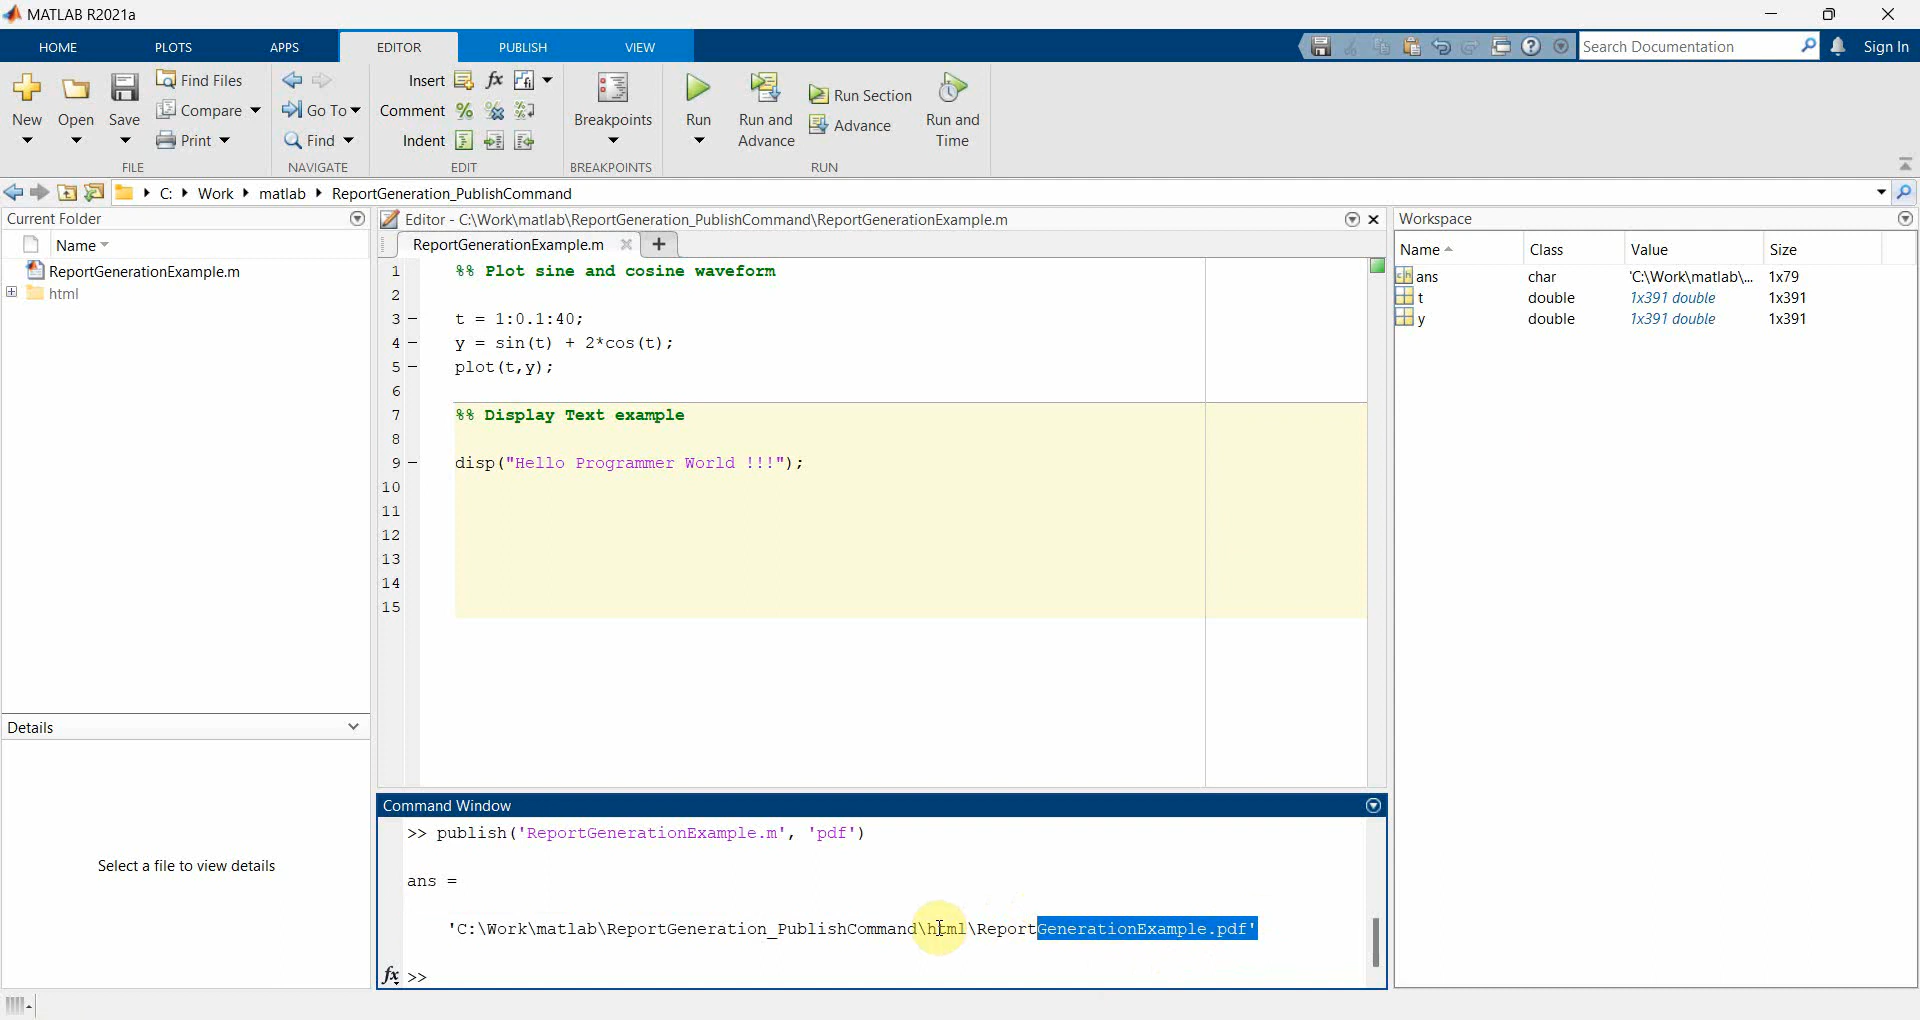 MATLAB R2021a
HOME PLOTS APPS EDITOR PUBLISH VIEW Search Documentation Sign In
New Open Save Find Files Compare Print
FILE
Go To Find
NAVIGATE
Insert fx
Comment
Indent
EDIT
Breakpoints
BREAKPOINTS
Run Run and Advance Run Section Advance Run and Time
RUN
C: Work matlab ReportGeneration_PublishCommand
Current Folder
Name
ReportGenerationExample.m
html
Details
Select a file to view details
Editor - C:\Work\matlab\ReportGeneration_PublishCommand\ReportGenerationExample.m
ReportGenerationExample.m
1 %% Plot sine and cosine waveform
2
3 – t = 1:0.1:40;
4 – y = sin(t) + 2*cos(t);
5 – plot(t,y);
6
7 %% Display Text example
8
9 – disp("Hello Programmer World !!!");
10
11
12
13
14
15
Command Window
>> publish('ReportGenerationExample.m', 'pdf')
ans =
'C:\Work\matlab\ReportGeneration_PublishCommand\html\ReportGenerationExample.pdf'
fx >>
Workspace
Name Class Value Size
ans char 'C:\Work\matlab\... 1x79
t double 1x391 double 1x391
y double 1x391 double 1x391